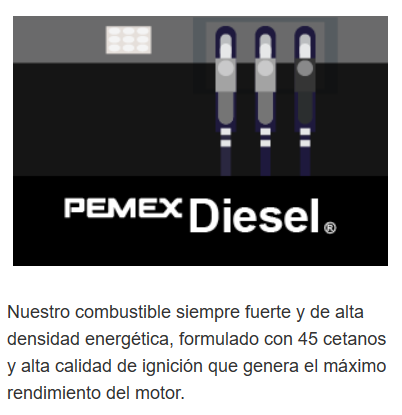 PEMEX Diesel®
Nuestro combustible siempre fuerte y de alta
densidad energética, formulado con 45 cetanos
y alta calidad de ignición que genera el máximo
rendimiento del motor.